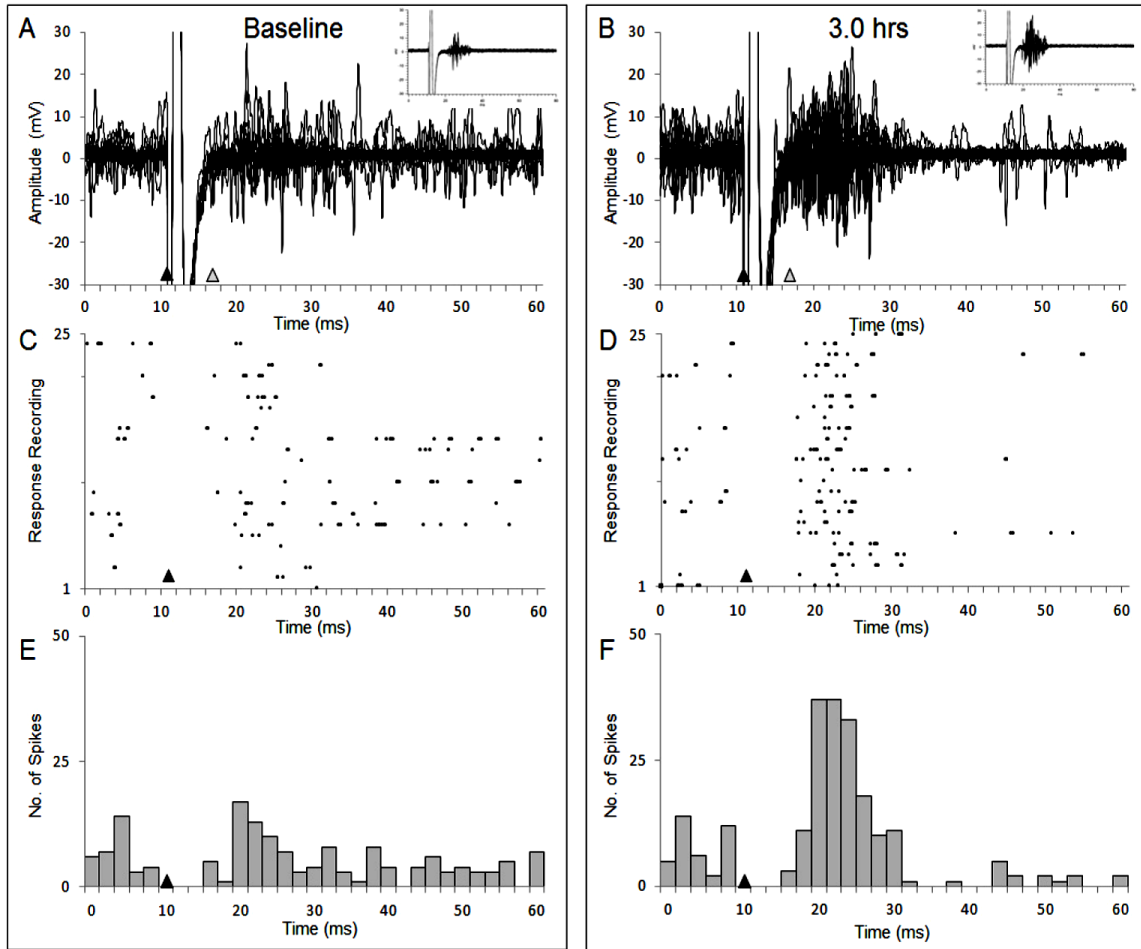 A Baseline
30
20
10
0
-10
-20
-30
Amplitude (mV)
0 10 20 30 40 50 60
Time (ms)
B 3.0 hrs
30
20
10
0
-10
-20
-30
Amplitude (mV)
0 10 20 30 40 50 60
Time (ms)
C
25
1
Response Recording
0 10 20 30 40 50 60
Time (ms)
D
25
1
Response Recording
0 10 20 30 40 50 60
Time (ms)
E
50
25
0
No. of Spikes
0 10 20 30 40 50 60
Time (ms)
F
50
25
0
No. of Spikes
0 10 20 30 40 50 60
Time (ms)